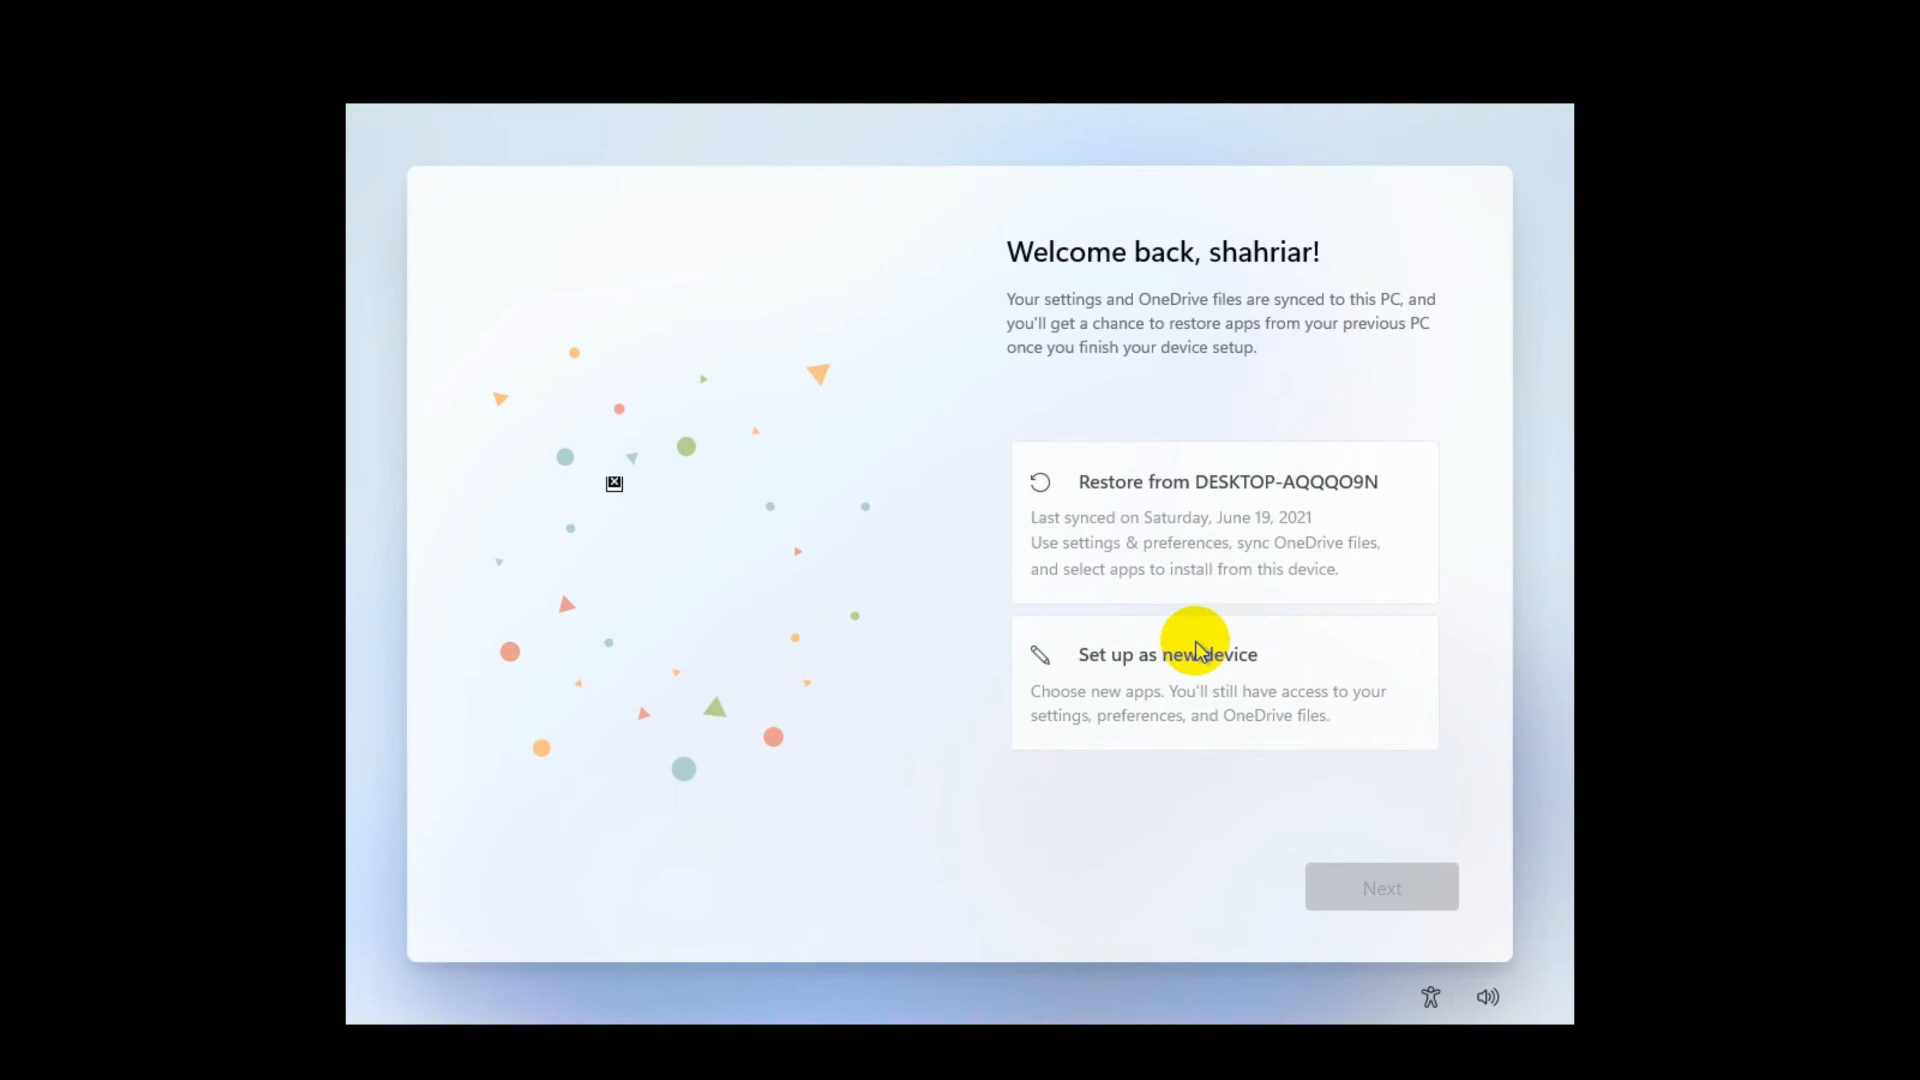 Welcome back, shahriar!
Your settings and OneDrive files are synced to this PC, and
you'll get a chance to restore apps from your previous PC
once you finish your device setup.
Restore from DESKTOP-AQQQO9N
Last synced on Saturday, June 19, 2021
Use settings & preferences, sync OneDrive files,
and select apps to install from this device.
Set up as new device
Choose new apps. You'll still have access to your
settings, preferences, and OneDrive files.
Next